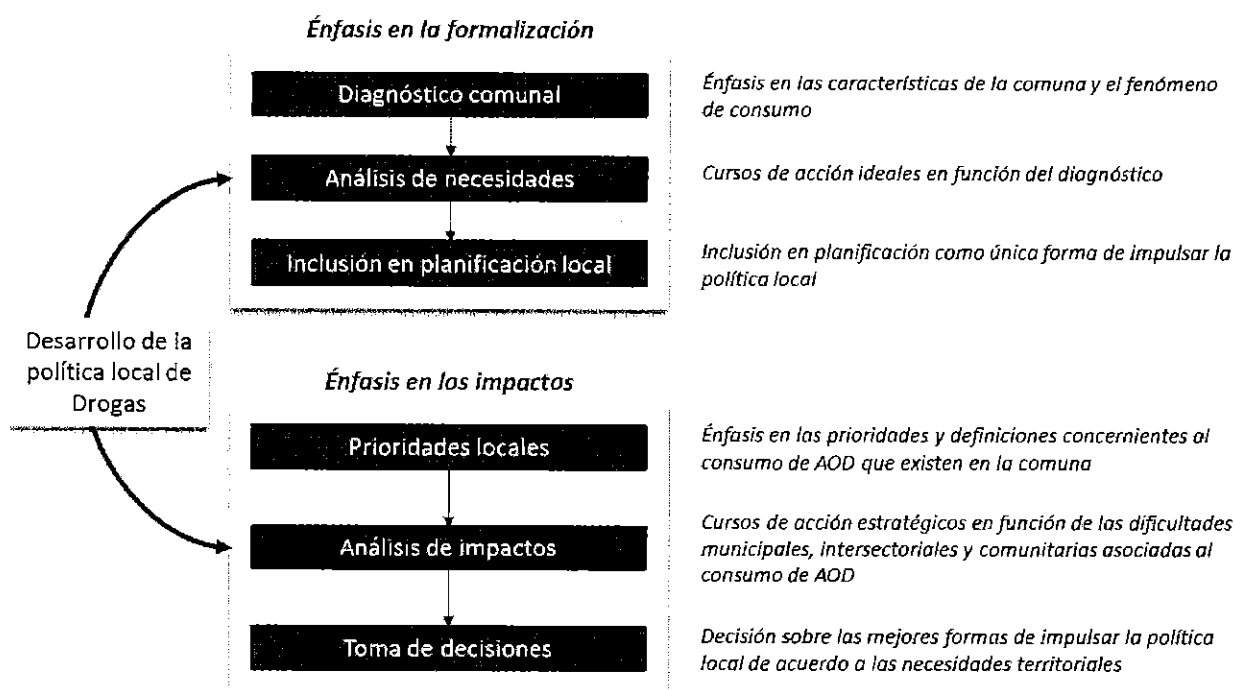 Énfasis en la formalización
Diagnóstico comunal
Énfasis en las características de la comuna y el fenómeno
de consumo
Análisis de necesidades
Cursos de acción ideales en función del diagnóstico
Inclusión en planificación local
Inclusión en planificación como única forma de impulsar la
política local
Desarrollo de la
política local de
Drogas
Énfasis en los impactos
Prioridades locales
Énfasis en las prioridades y definiciones concernientes al
consumo de AOD que existen en la comuna
Análisis de impactos
Cursos de acción estratégicos en función de las dificultades
municipales, intersectoriales y comunitarias asociadas al
consumo de AOD
Toma de decisiones
Decisión sobre las mejores formas de impulsar la política
local de acuerdo a las necesidades territoriales